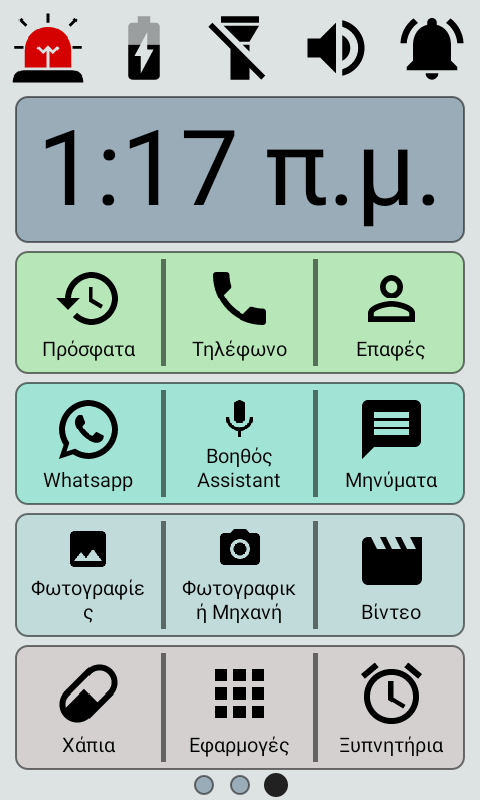 1:17 π.μ.
Πρόσφατα
Τηλέφωνο
Επαφές
Whatsapp
Βοηθός
Assistant
Μηνύματα
Φωτογραφίε
ς
Φωτογραφικ
ή Μηχανή
Βίντεο
Χάπια
Εφαρμογές
Ξυπνητήρια